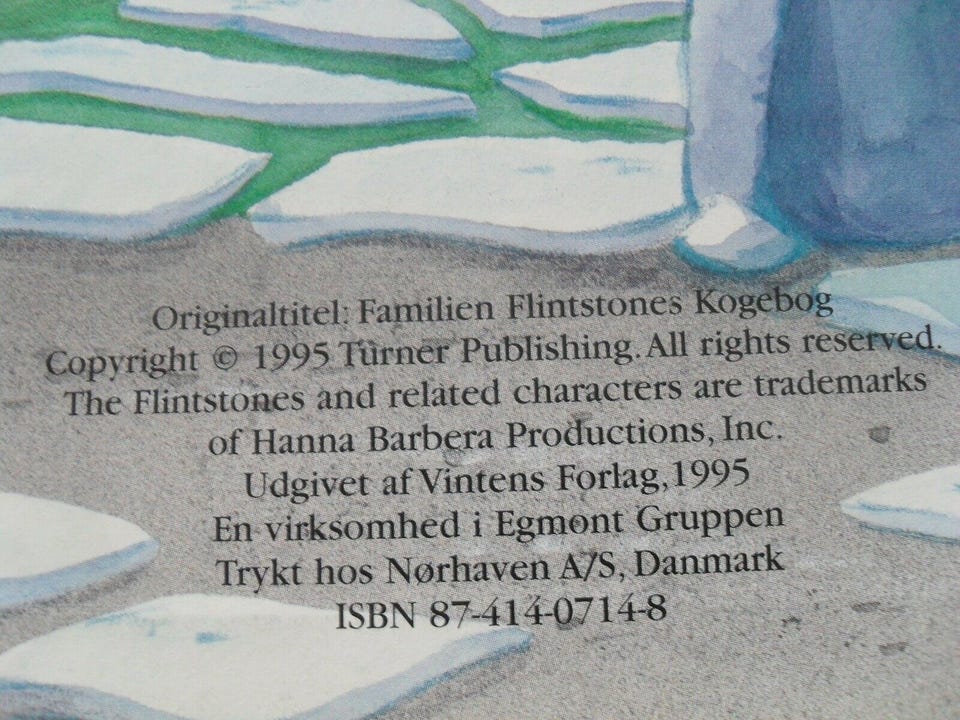 Originaltitel: Familien Flintstones Kogebog
Copyright © 1995 Turner Publishing. All rights reserved.
The Flintstones and related characters are trademarks
of Hanna Barbera Productions, Inc.
Udgivet af Vintens Forlag, 1995
En virksomhed i Egmont Gruppen
Trykt hos Nørhaven A/S, Danmark
ISBN 87-414-0714-8